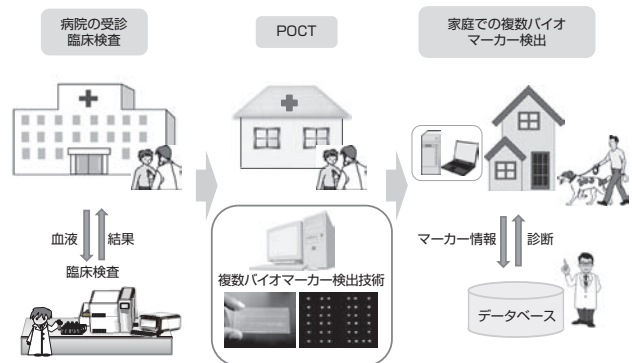 病院の受診
臨床検査
POCT
家庭での複数バイオ
マーカー検出
血液
結果
臨床検査
複数バイオマーカー検出技術
マーカー情報
診断
データベース